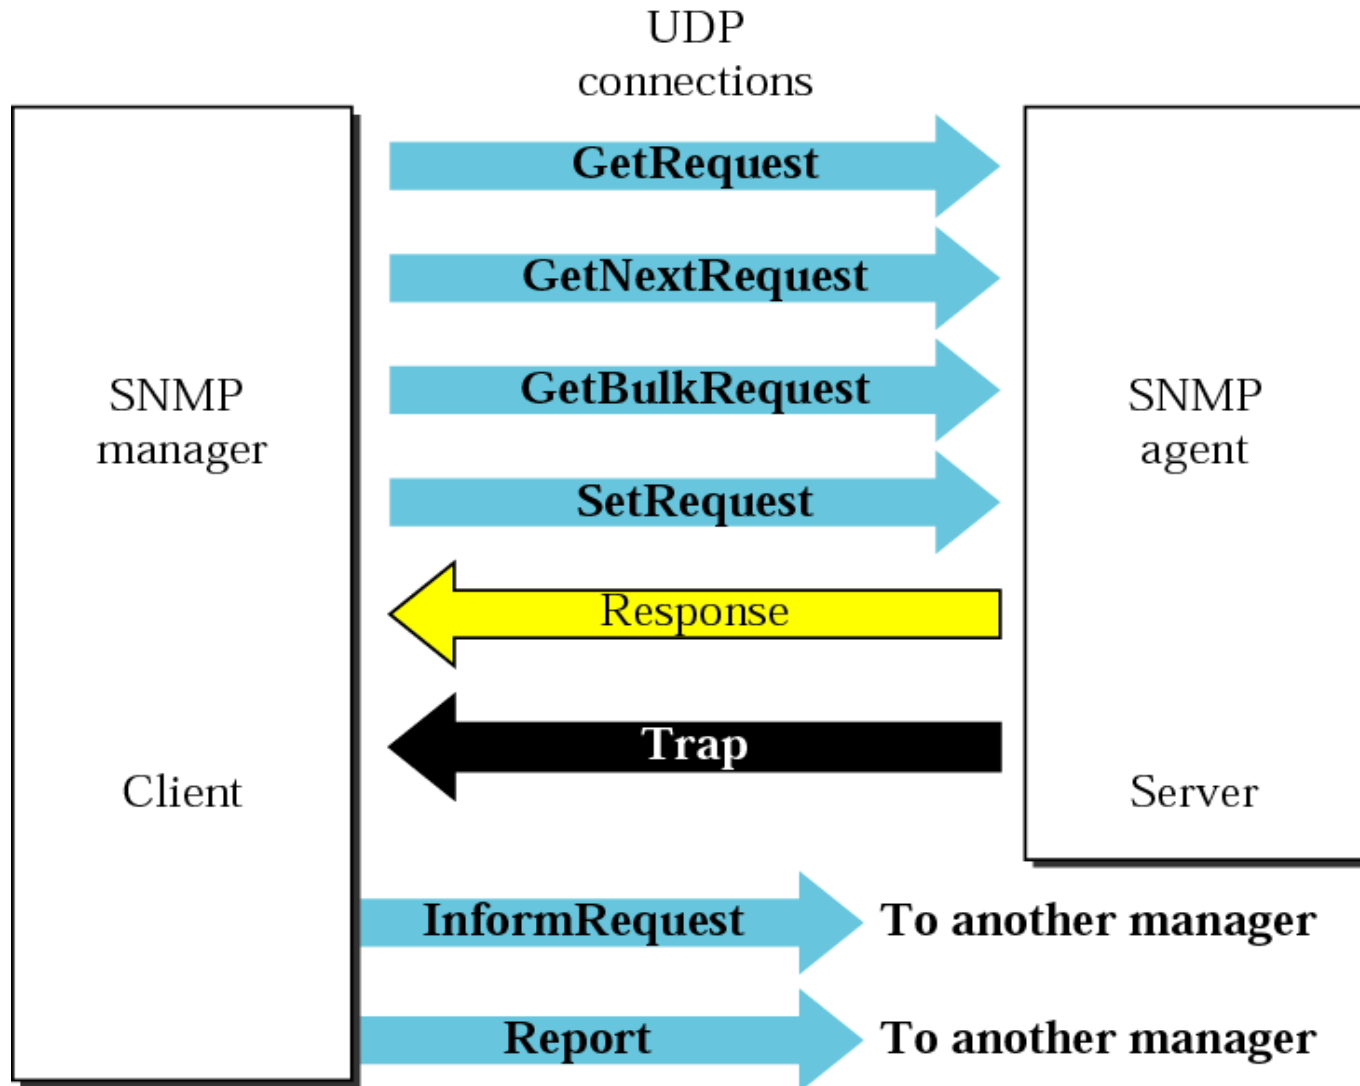 UDP
connections
GetRequest
GetNextRequest
GetBulkRequest
SNMP
manager
SNMP
agent
SetRequest
Response
Trap
Client
Server
InformRequest
To another manager
Report
To another manager